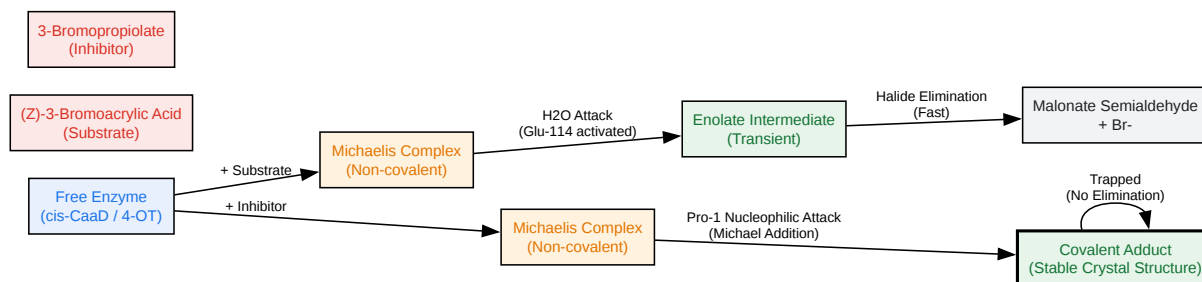 3-Bromopropiolate
(Inhibitor)
(Z)-3-Bromoacrylic Acid
(Substrate)
Free Enzyme
(cis-CaaD / 4-OT)
+ Substrate
+ Inhibitor
Michaelis Complex
(Non-covalent)
H2O Attack
(Glu-114 activated)
Enolate Intermediate
(Transient)
Halide Elimination
(Fast)
Malonate Semialdehyde
+ Br-
Michaelis Complex
(Non-covalent)
Pro-1 Nucleophilic Attack
(Michael Addition)
Trapped
(No Elimination)
Covalent Adduct
(Stable Crystal Structure)